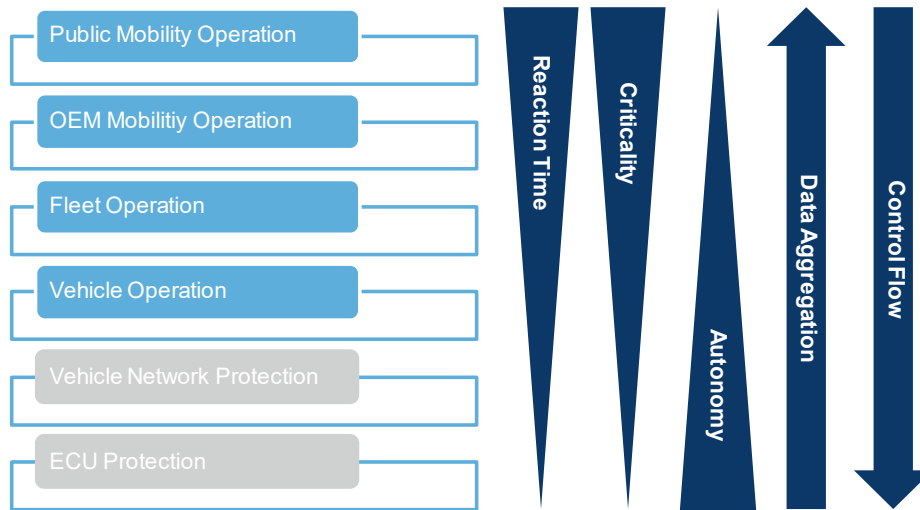 Public Mobility Operation
OEM Mobilitiy Operation
Fleet Operation
Vehicle Operation
Vehicle Network Protection
ECU Protection
Reaction Time
Criticality
Autonomy
Data Aggregation
Control Flow